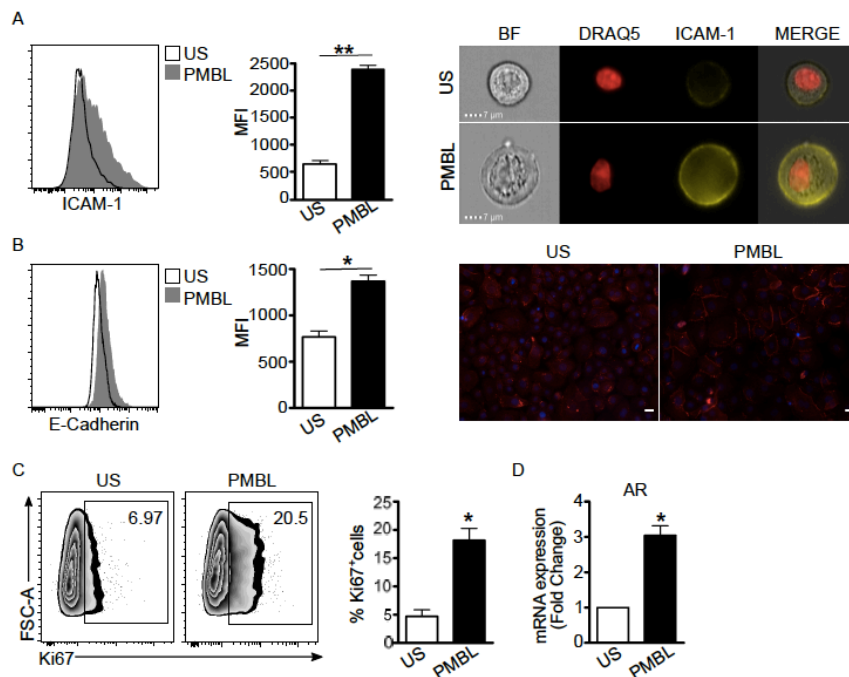 A
US
PMBL
ICAM-1
MFI
2500
2000
1500
1000
500
0
**
US
PMBL
BF
DRAQ5
ICAM-1
MERGE
US
7 µm
PMBL
7 µm
B
US
PMBL
E-Cadherin
MFI
1500
1000
500
0
*
US
PMBL
US
PMBL
C
US
PMBL
6.97
20.5
FSC-A
Ki67
% Ki67+cells
25
20
15
10
5
0
*
US
PMBL
D
AR
mRNA expression
(Fold Change)
4
3
2
1
0
*
US
PMBL